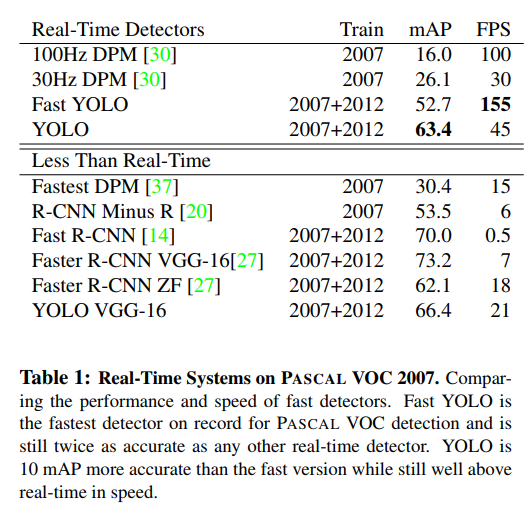 Real-Time Detectors Train mAP FPS
100Hz DPM [30] 2007 16.0 100
30Hz DPM [30] 2007 26.1 30
Fast YOLO 2007+2012 52.7 155
YOLO 2007+2012 63.4 45
Less Than Real-Time
Fastest DPM [37] 2007 30.4 15
R-CNN Minus R [20] 2007 53.5 6
Fast R-CNN [14] 2007+2012 70.0 0.5
Faster R-CNN VGG-16[27] 2007+2012 73.2 7
Faster R-CNN ZF [27] 2007+2012 62.1 18
YOLO VGG-16 2007+2012 66.4 21
Table 1: Real-Time Systems on PASCAL VOC 2007. Compar-
ing the performance and speed of fast detectors. Fast YOLO is
the fastest detector on record for PASCAL VOC detection and is
still twice as accurate as any other real-time detector. YOLO is
10 mAP more accurate than the fast version while still well above
real-time in speed.